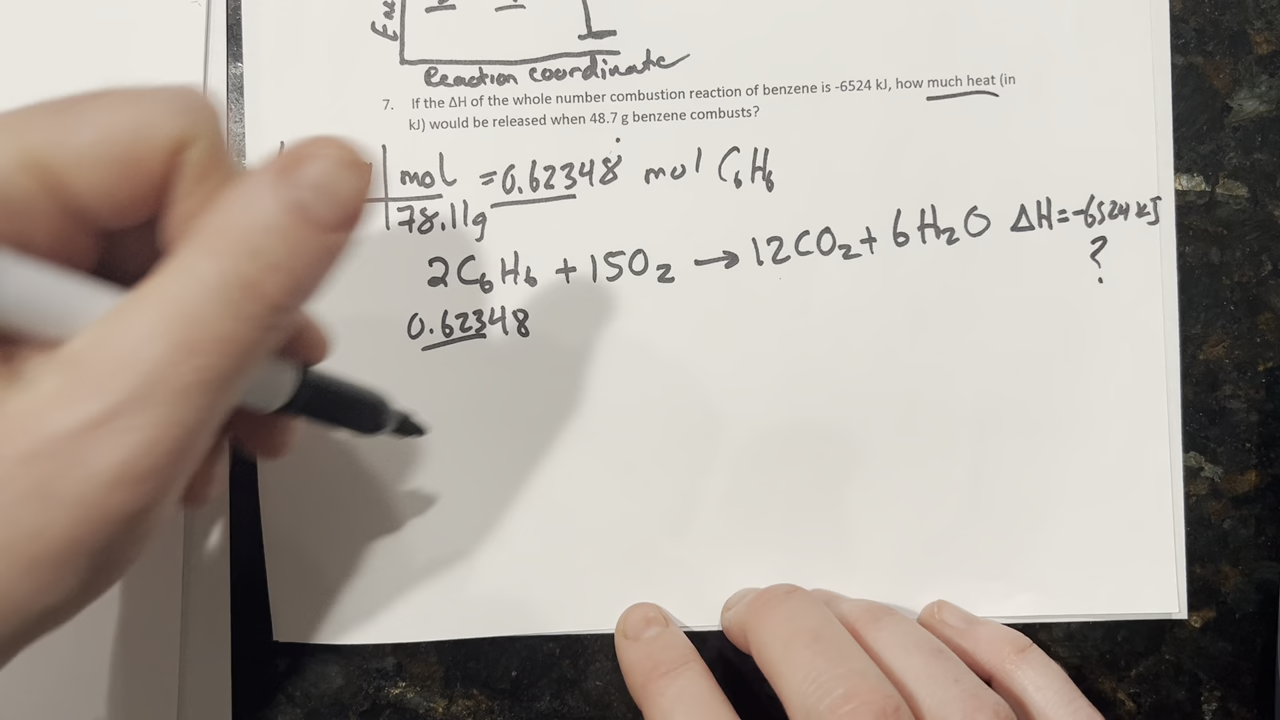 Reaction coordinate
7. If the ΔH of the whole number combustion reaction of benzene is -6524 kJ, how much heat (in
kJ) would be released when 48.7 g benzene combusts?
mol = 0.62348 mol C₆H₆
78.11g
2C₆H₆ + 15O₂ → 12CO₂ + 6H₂O ΔH=-6524 kJ
0.62348 ?